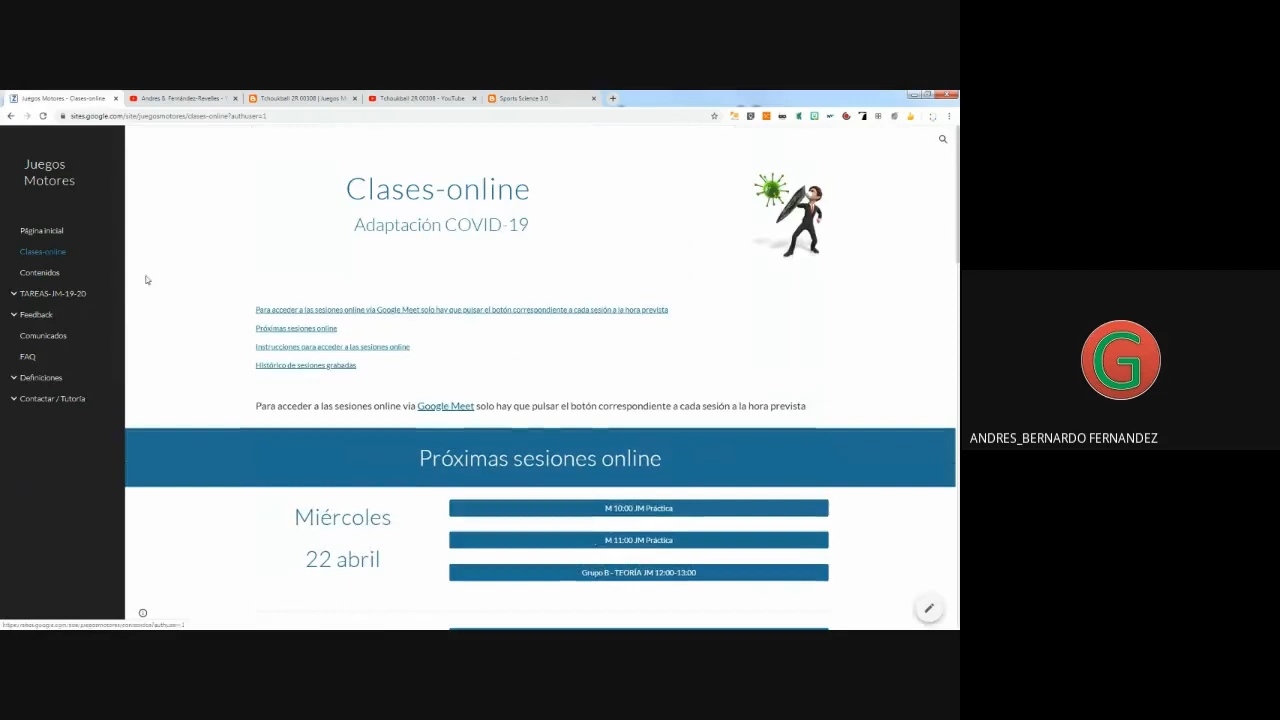 Juegos Motores - Clases-online
Andres B. Fernández-Revelles -
Tchoukball 2R 00308 | Juegos M
Tchoukball 2R 00308 - YouTube
Sports Science 3.0
sites.google.com/site/juegosmotores/clases-online?authuser=1
Juegos
Motores
Página inicial
Clases-online
Contenidos
TAREAS-JM-19-20
Feedback
Comunicados
FAQ
Definiciones
Contactar / Tutoría
Clases-online
Adaptación COVID-19
Para acceder a las sesiones online vía Google Meet solo hay que pulsar el botón correspondiente a cada sesión a la hora prevista
Próximas sesiones online
Instrucciones para acceder a las sesiones online
Histórico de sesiones grabadas
Para acceder a las sesiones online vía Google Meet solo hay que pulsar el botón correspondiente a cada sesión a la hora prevista
Próximas sesiones online
Miércoles
22 abril
M 10:00 JM Práctica
M 11:00 JM Práctica
Grupo B - TEORÍA JM 12:00-13:00
G
ANDRES_BERNARDO FERNANDEZ